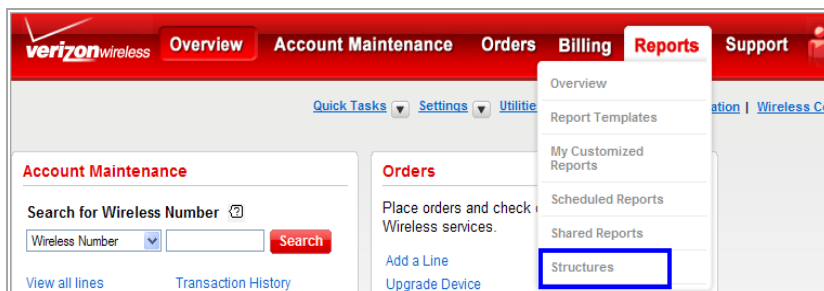 verizonwireless Overview Account Maintenance Orders Billing Reports Support
Overview
Report Templates
My Customized
Reports
Scheduled Reports
Shared Reports
Structures
Quick Tasks Settings Utilitie ation | Wireless C
Account Maintenance
Search for Wireless Number
Wireless Number Search
View all lines Transaction History
Orders
Place orders and check
Wireless services.
Add a Line
Upgrade Device